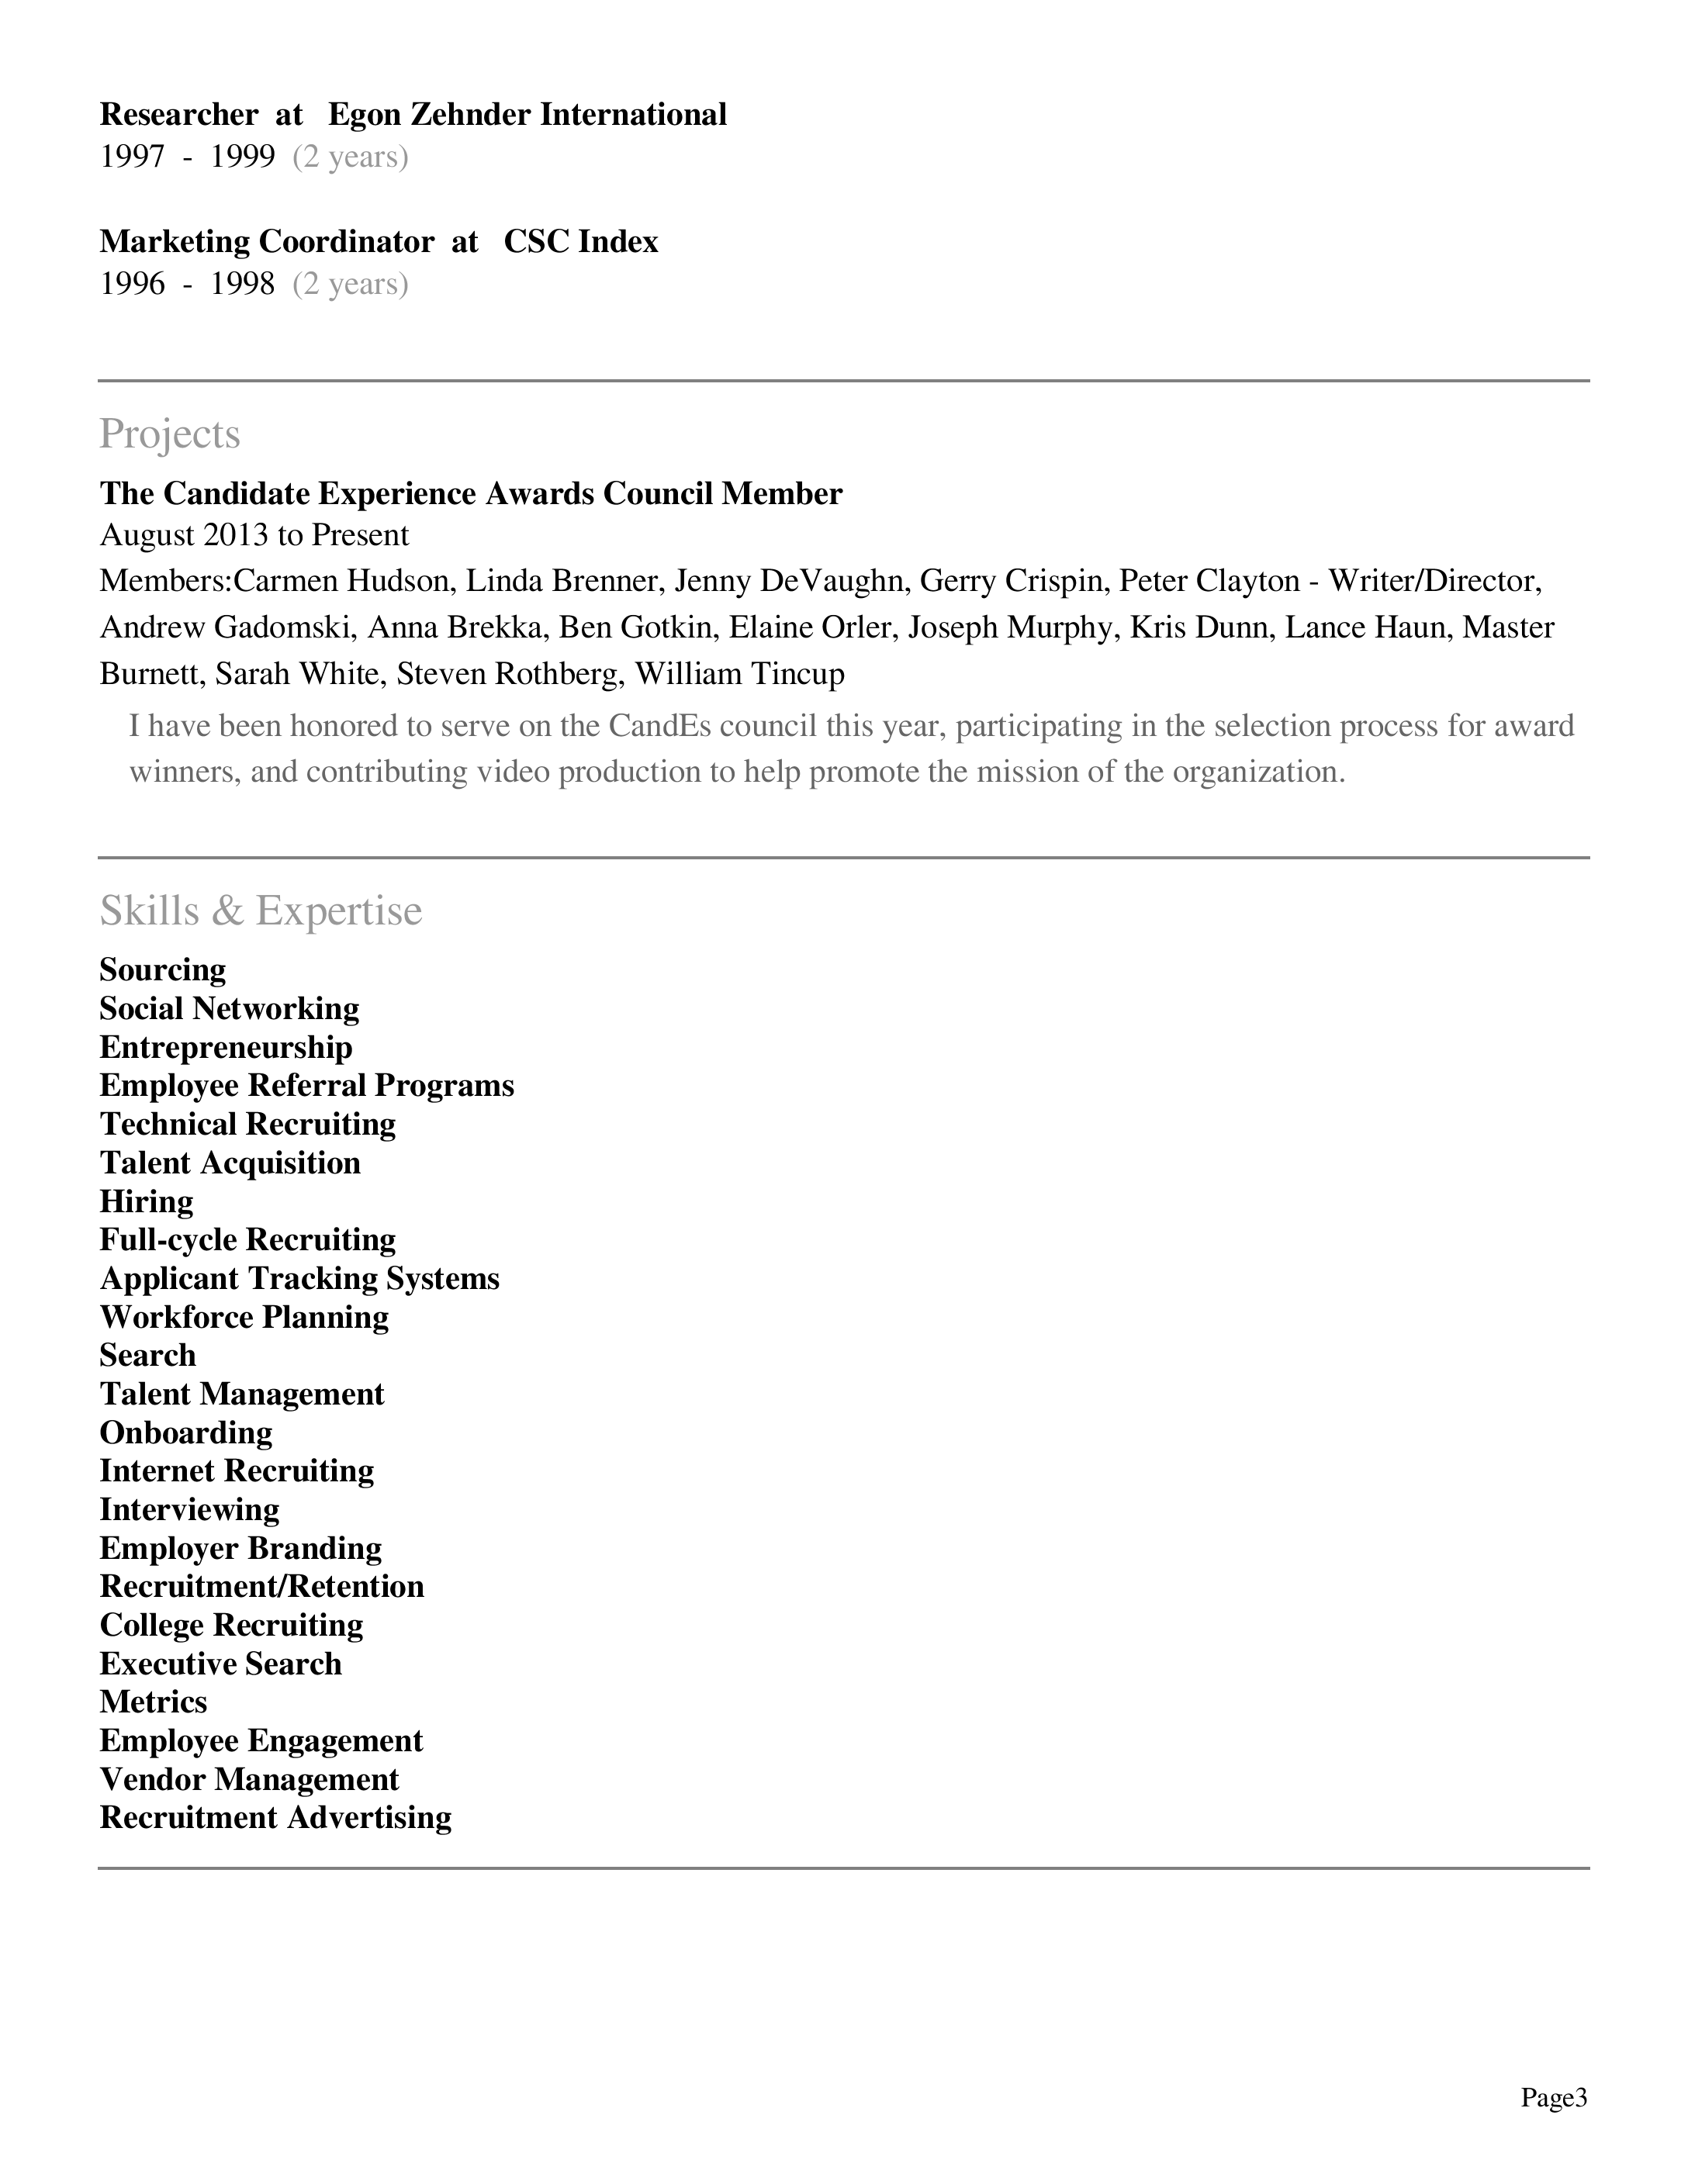 Researcher at Egon Zehnder International
1997 - 1999 (2 years)
Marketing Coordinator at CSC Index
1996 - 1998 (2 years)
Projects
The Candidate Experience Awards Council Member
August 2013 to Present
Members:Carmen Hudson, Linda Brenner, Jenny DeVaughn, Gerry Crispin, Peter Clayton - Writer/Director,
Andrew Gadomski, Anna Brekka, Ben Gotkin, Elaine Orler, Joseph Murphy, Kris Dunn, Lance Haun, Master
Burnett, Sarah White, Steven Rothberg, William Tincup
I have been honored to serve on the CandEs council this year, participating in the selection process for award
winners, and contributing video production to help promote the mission of the organization.
Skills & Expertise
Sourcing
Social Networking
Entrepreneurship
Employee Referral Programs
Technical Recruiting
Talent Acquisition
Hiring
Full-cycle Recruiting
Applicant Tracking Systems
Workforce Planning
Search
Talent Management
Onboarding
Internet Recruiting
Interviewing
Employer Branding
Recruitment/Retention
College Recruiting
Executive Search
Metrics
Employee Engagement
Vendor Management
Recruitment Advertising
Page3